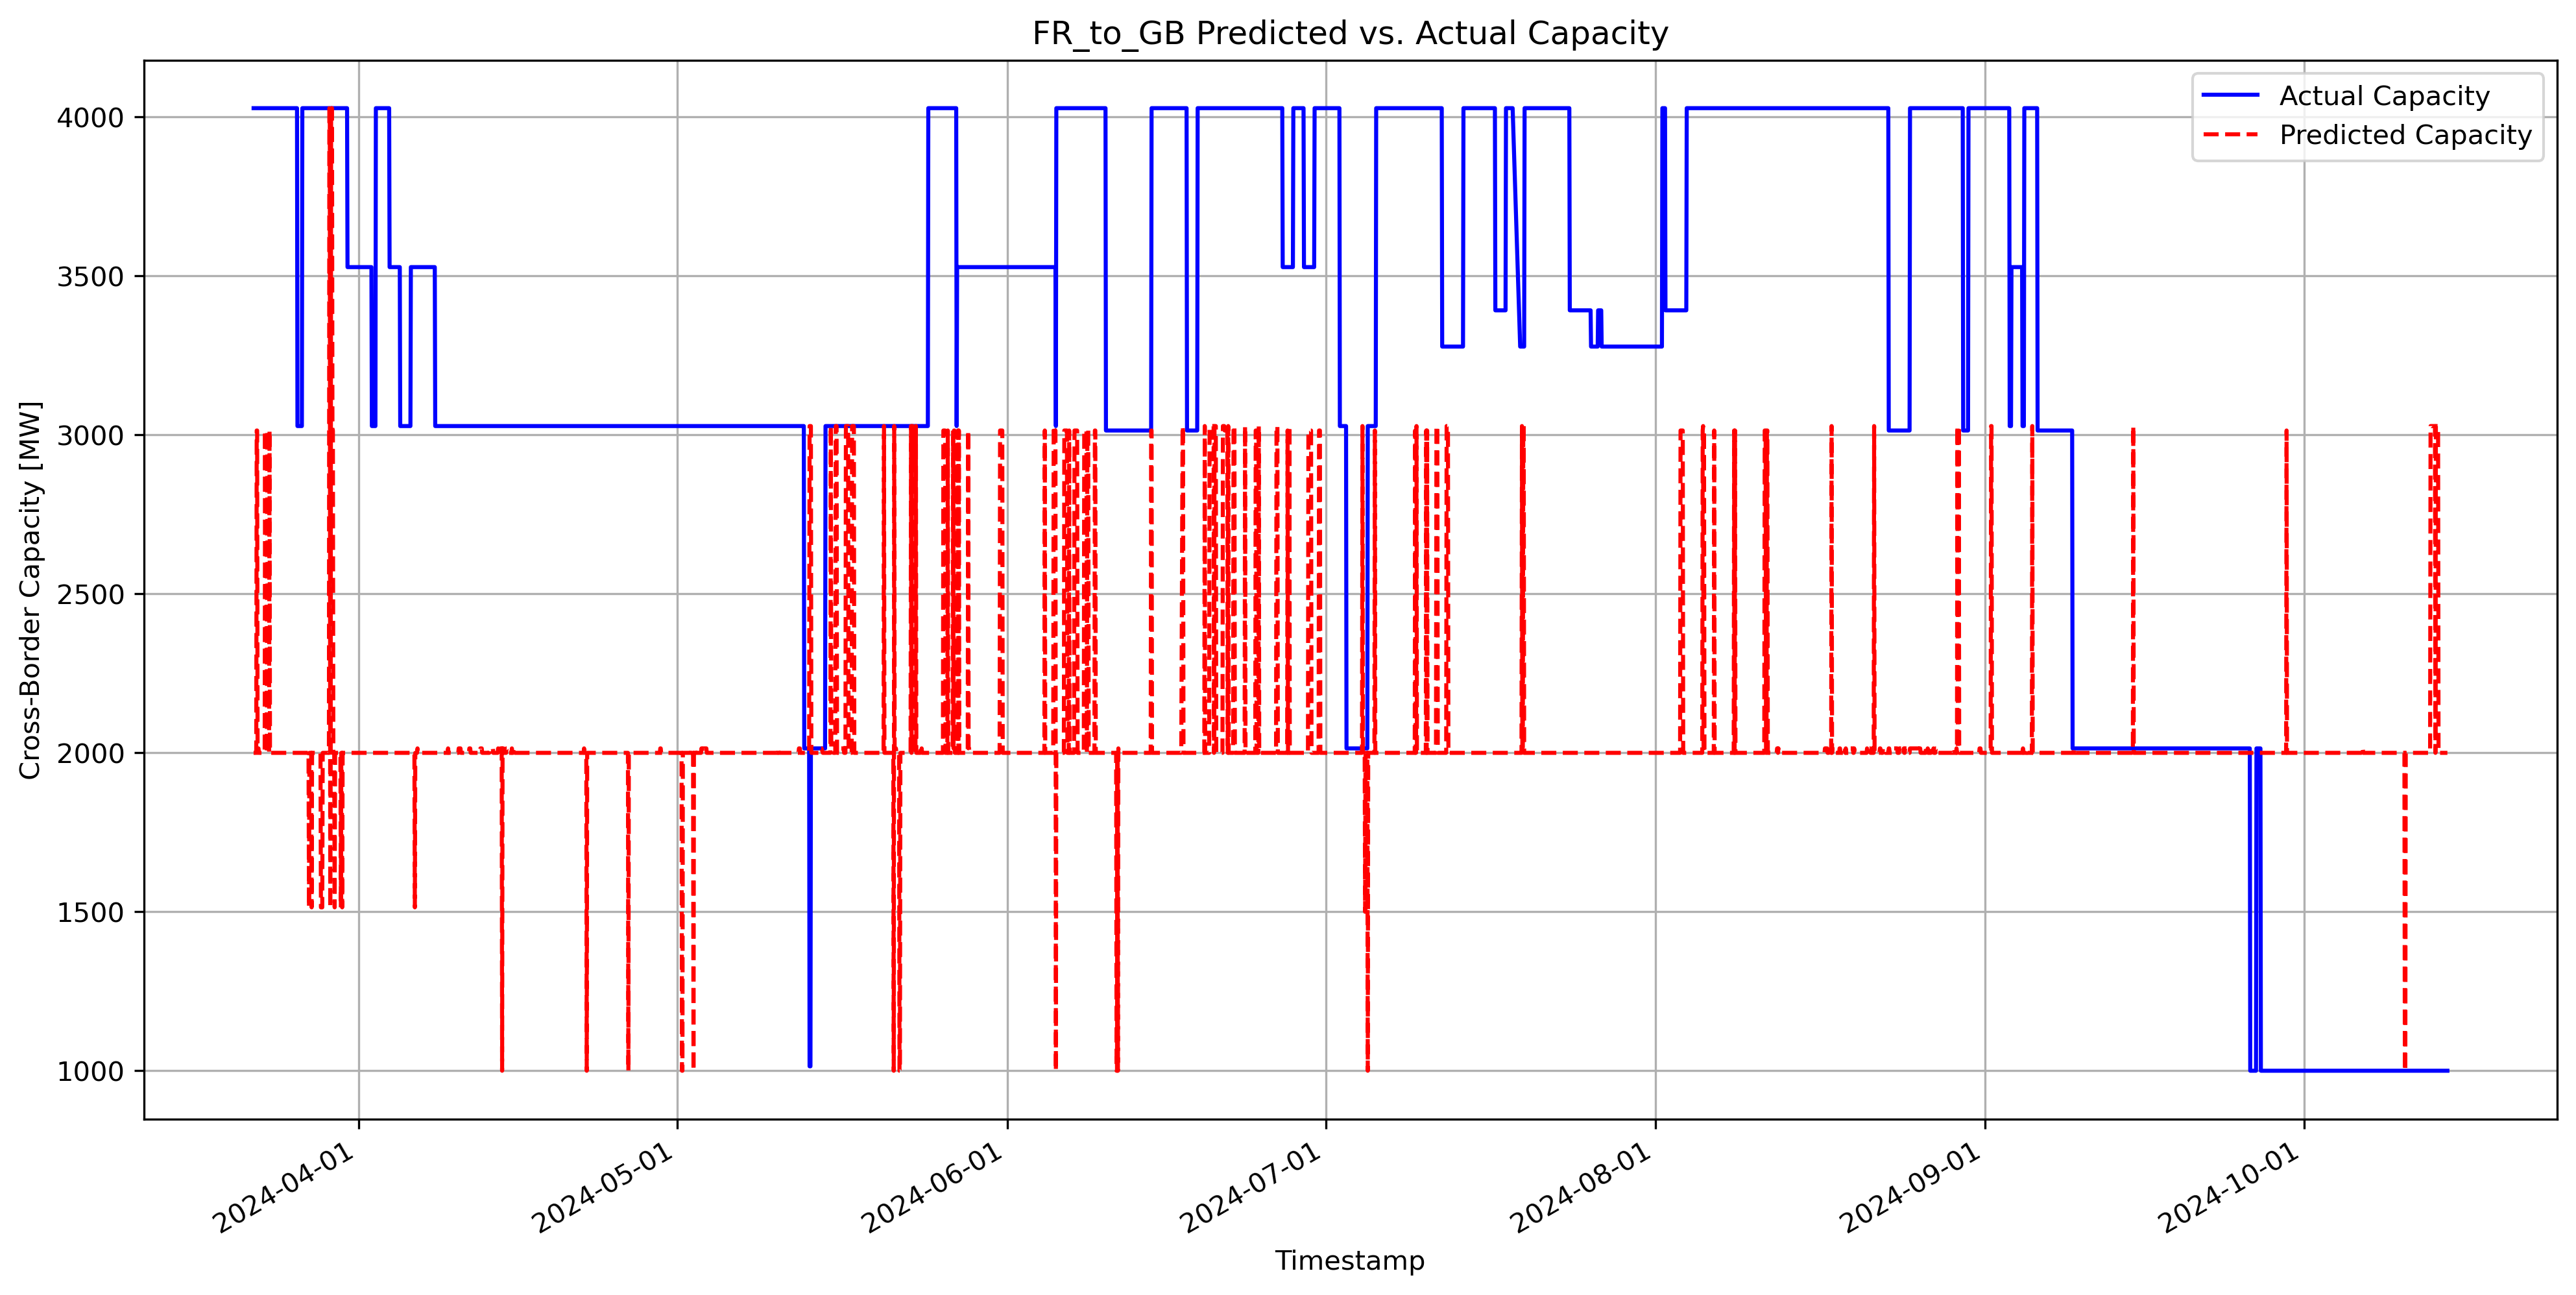 FR_to_GB Predicted vs. Actual Capacity
Actual Capacity
Predicted Capacity
Cross-Border Capacity [MW]
4000
3500
3000
2500
2000
1500
1000
2024-04-01
2024-05-01
2024-06-01
2024-07-01
2024-08-01
2024-09-01
2024-10-01
Timestamp